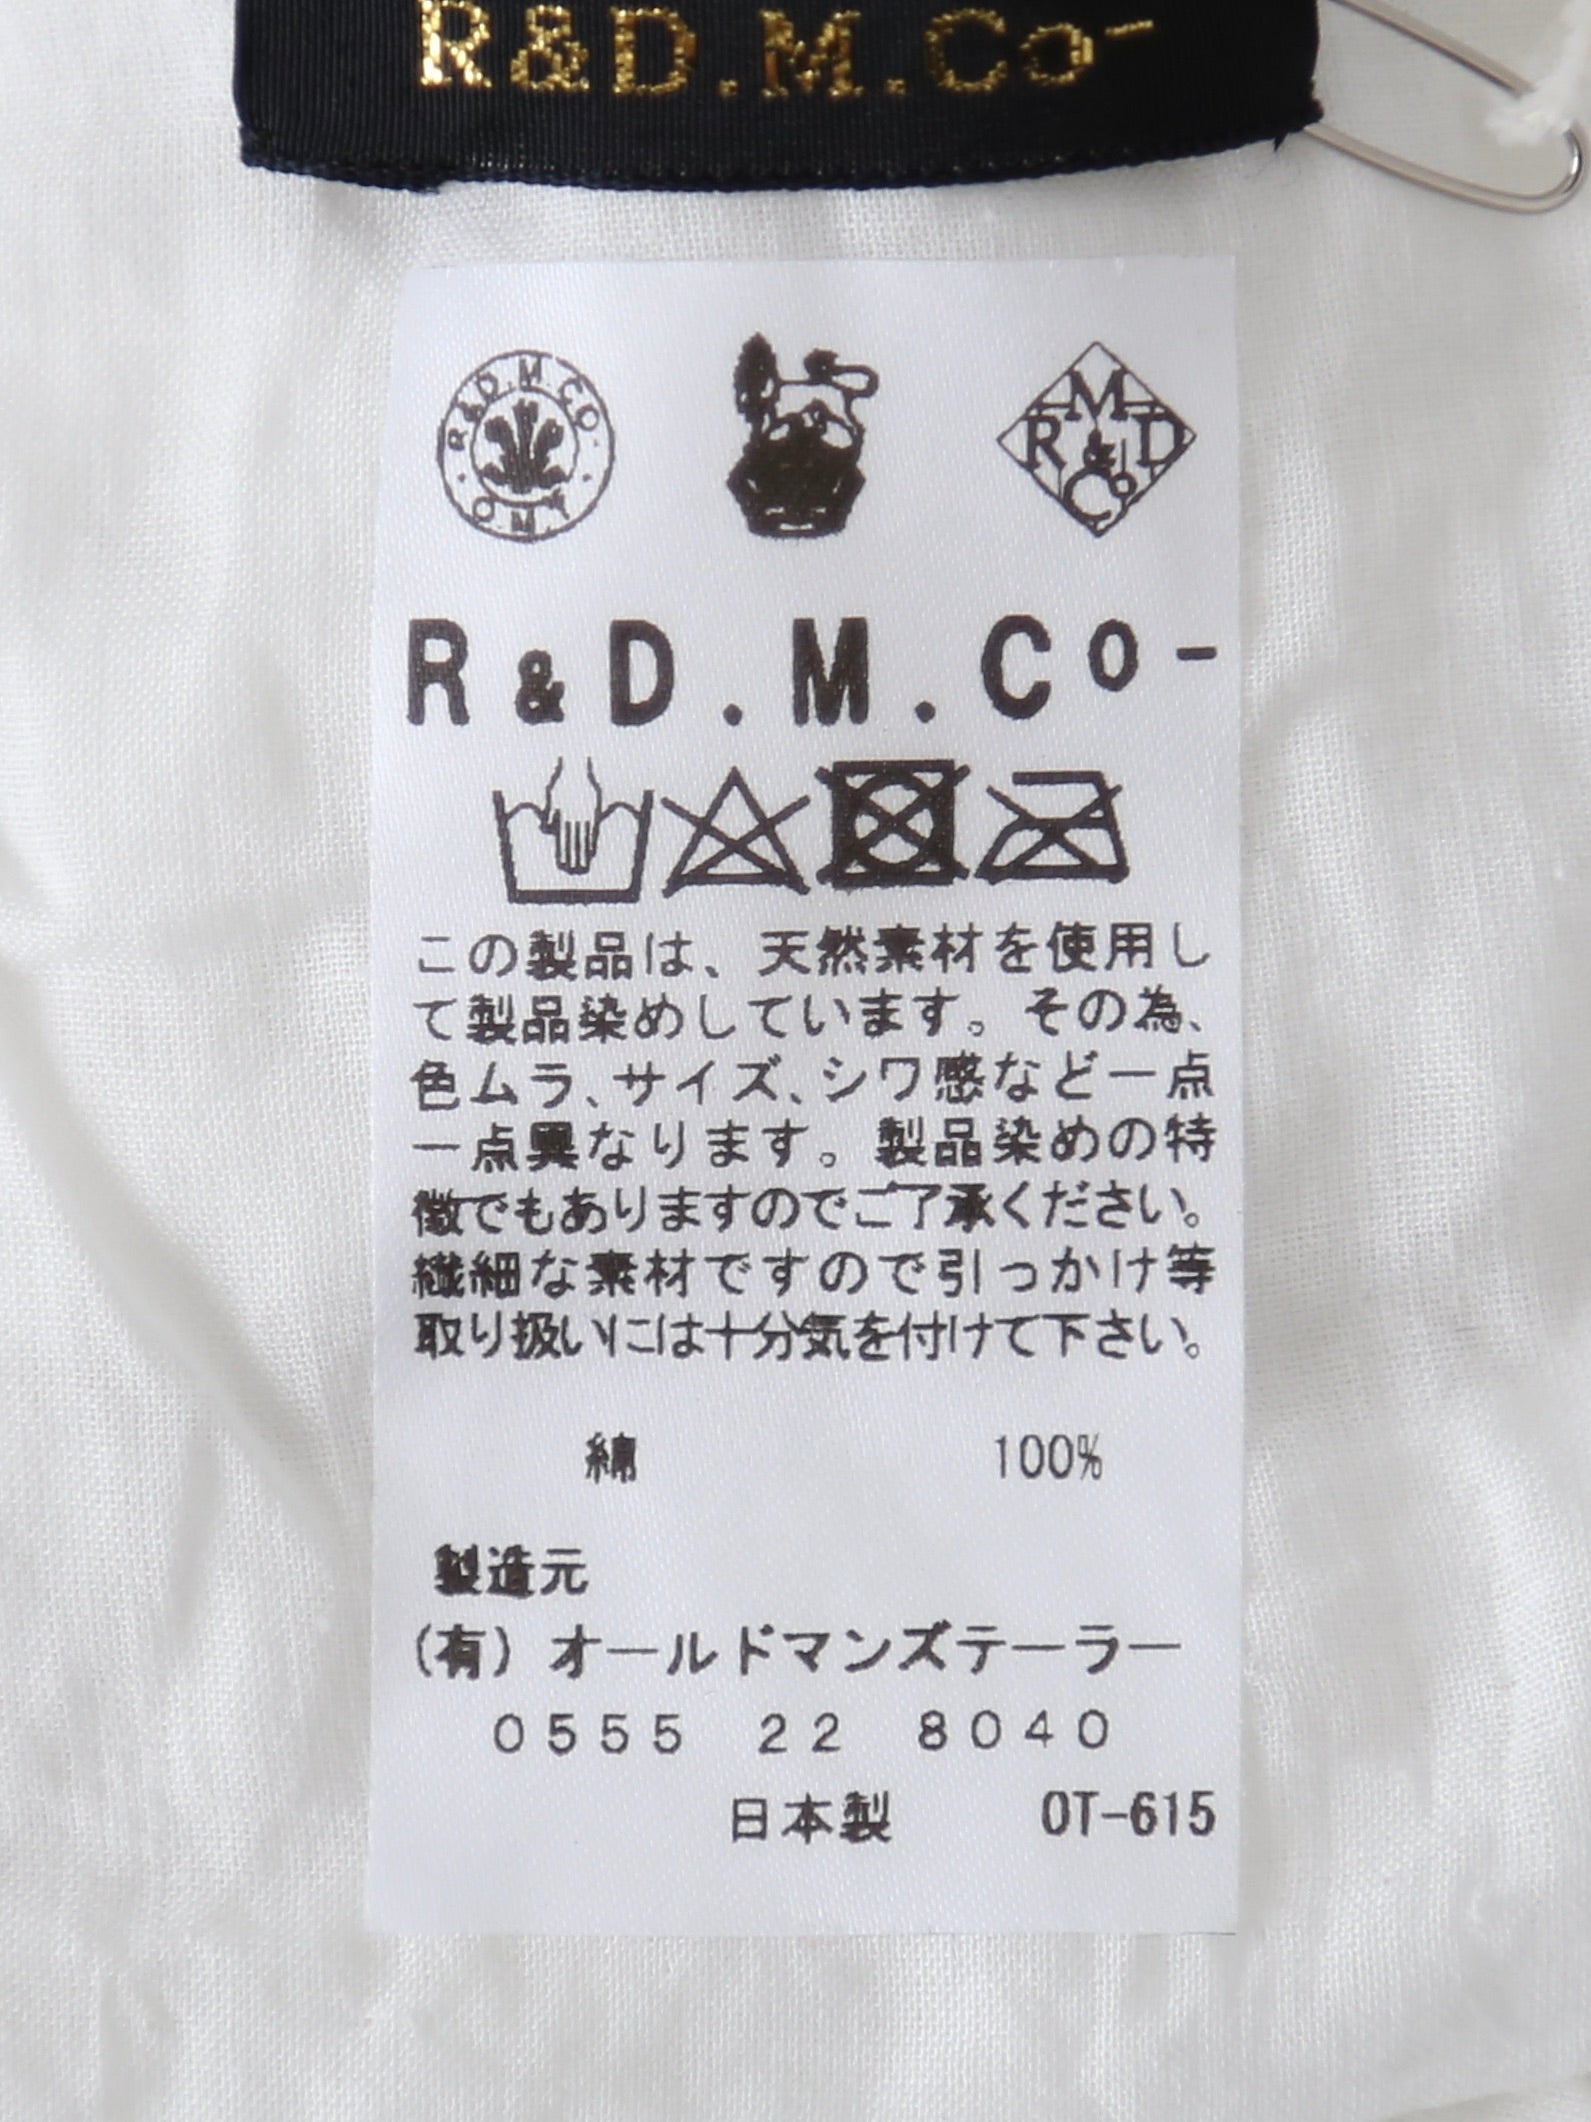 R&D.M.Co-
R&D.M.CO-
O.M.T
M
R&D
Co
R&D.M.Co-
この製品は、天然素材を使用し
て製品染めしています。その為、
色ムラ、サイズ、シワ感など一点
一点異なります。製品染めの特
徴でもありますのでご了承ください。
繊細な素材ですので引っかけ等
取り扱いには十分気を付けて下さい。
綿 100%
製造元
(有) オールドマンズテーラー
0555 22 8040
日本製 OT-615